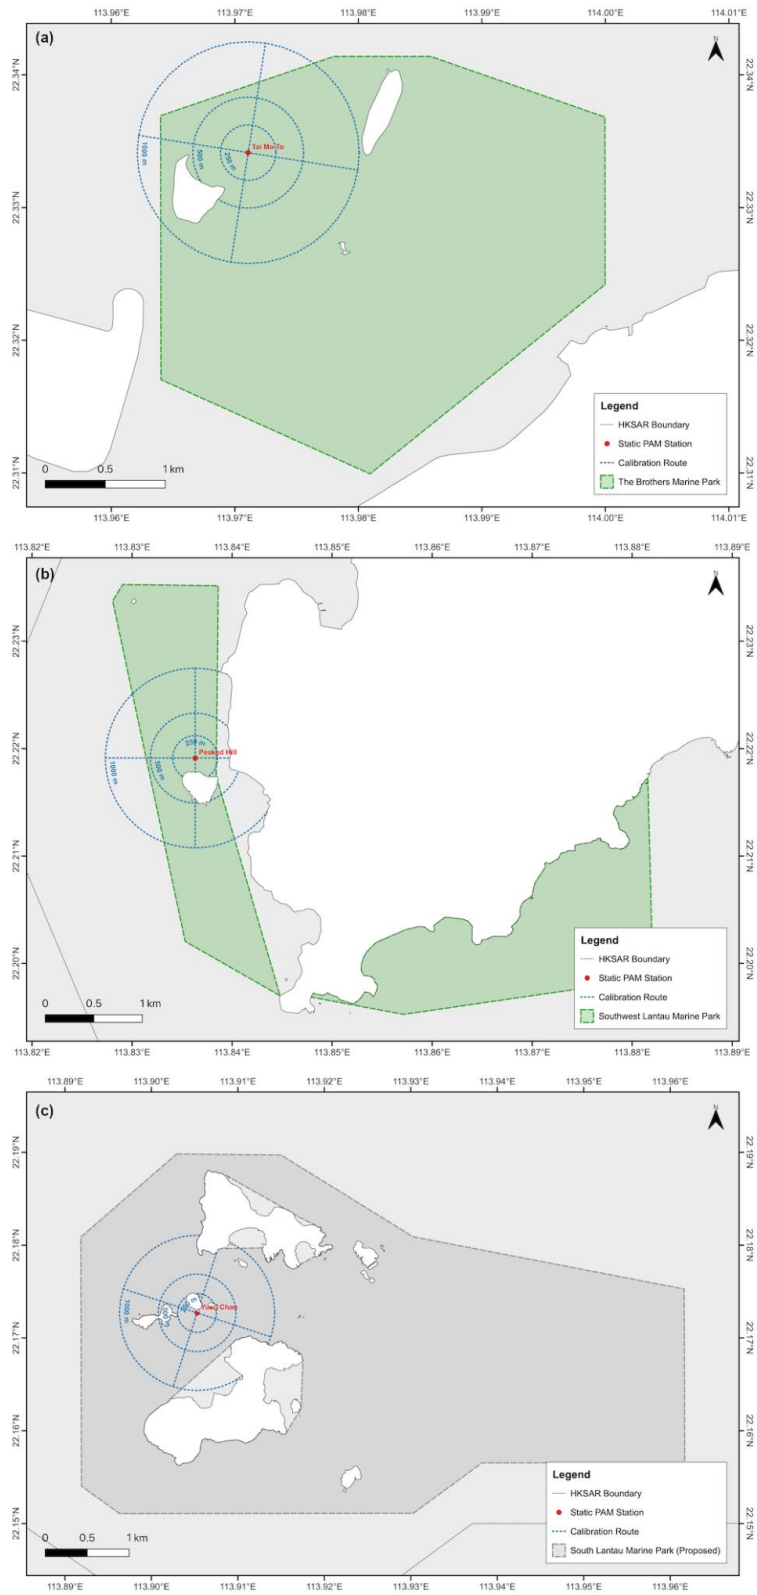 113.96°E 113.97°E 113.98°E 113.99°E 114.00°E 114.01°E
(a)
N
22.34°N 22.34°N
Tai Mo To
1000 m
500 m
250 m
22.33°N 22.33°N
22.32°N 22.32°N
Legend
HKSAR Boundary
Static PAM Station
Calibration Route
The Brothers Marine Park
22.31°N 22.31°N
0 0.5 1 km
113.96°E 113.97°E 113.98°E 113.99°E 114.00°E 114.01°E
113.82°E 113.83°E 113.84°E 113.85°E 113.86°E 113.87°E 113.88°E 113.89°E
(b)
N
22.23°N 22.23°N
22.22°N 22.22°N
250 m
Peaked Hill
500 m
1000 m
22.21°N 22.21°N
22.20°N 22.20°N
Legend
HKSAR Boundary
Static PAM Station
Calibration Route
Southwest Lantau Marine Park
0 0.5 1 km
113.82°E 113.83°E 113.84°E 113.85°E 113.86°E 113.87°E 113.88°E 113.89°E
113.89°E 113.90°E 113.91°E 113.92°E 113.93°E 113.94°E 113.95°E 113.96°E
(c)
N
22.19°N 22.19°N
22.18°N 22.18°N
1000 m
500 m
22.17°N 22.17°N
22.16°N 22.16°N
Legend
HKSAR Boundary
Static PAM Station
Calibration Route
South Lantau Marine Park (Proposed)
22.15°N 22.15°N
0 0.5 1 km
113.89°E 113.90°E 113.91°E 113.92°E 113.93°E 113.94°E 113.95°E 113.96°E